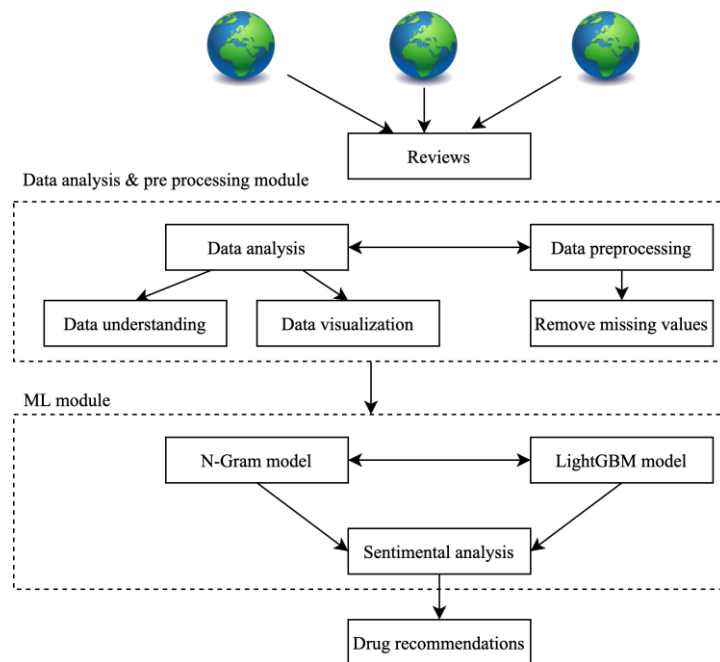 Reviews
Data analysis & pre processing module
Data analysis
Data preprocessing
Data understanding
Data visualization
Remove missing values
ML module
N-Gram model
LightGBM model
Sentimental analysis
Drug recommendations